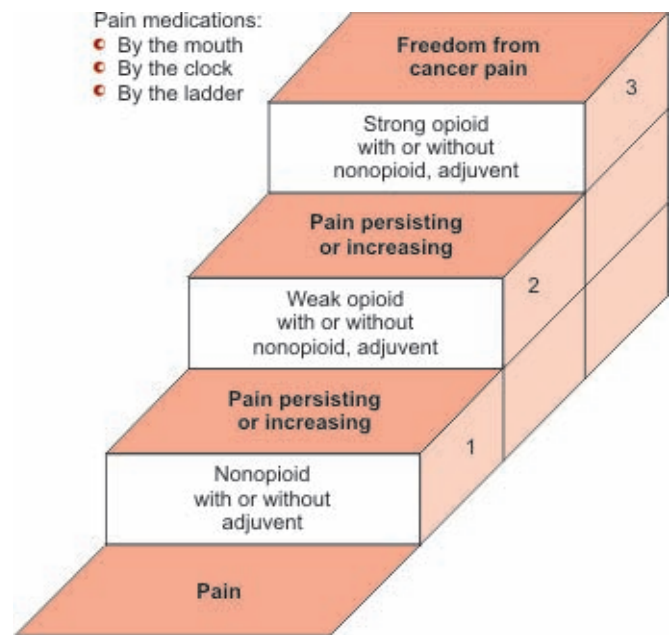 Pain medications:
By the mouth
By the clock
By the ladder
Freedom from
cancer pain
3
Strong opioid
with or without
nonopioid, adjuvent
Pain persisting
or increasing
2
Weak opioid
with or without
nonopioid, adjuvent
Pain persisting
or increasing
1
Nonopioid
with or without
adjuvent
Pain